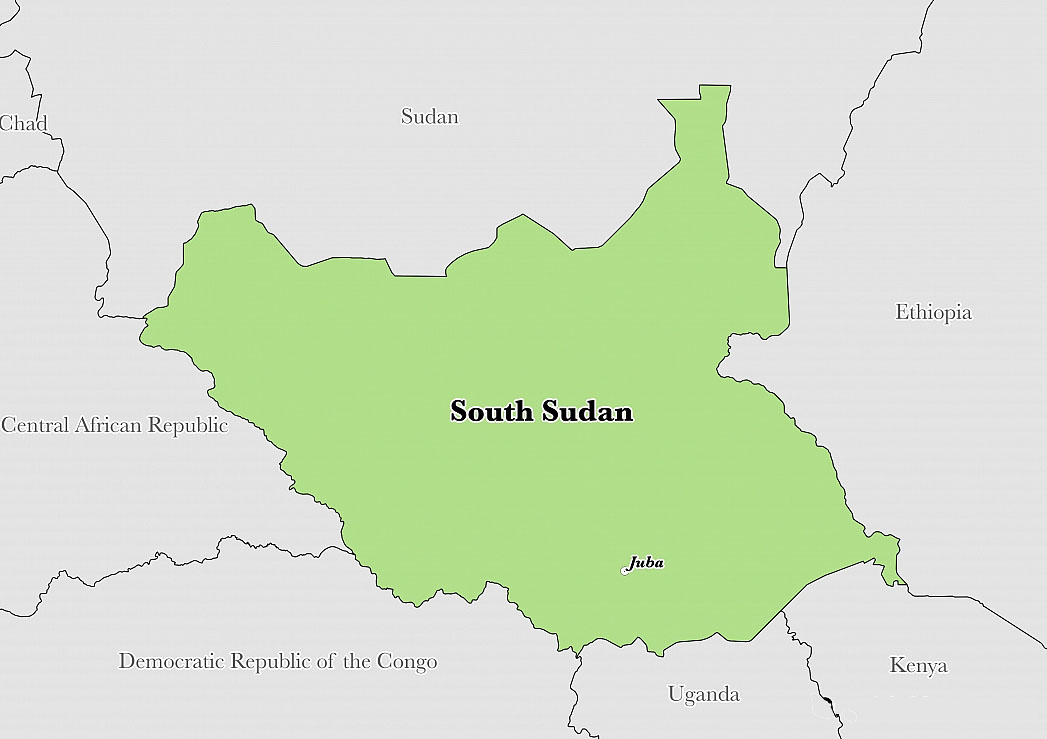 Sudan
Chad
Ethiopia
South Sudan
Central African Republic
Juba
Democratic Republic of the Congo
Kenya
Uganda